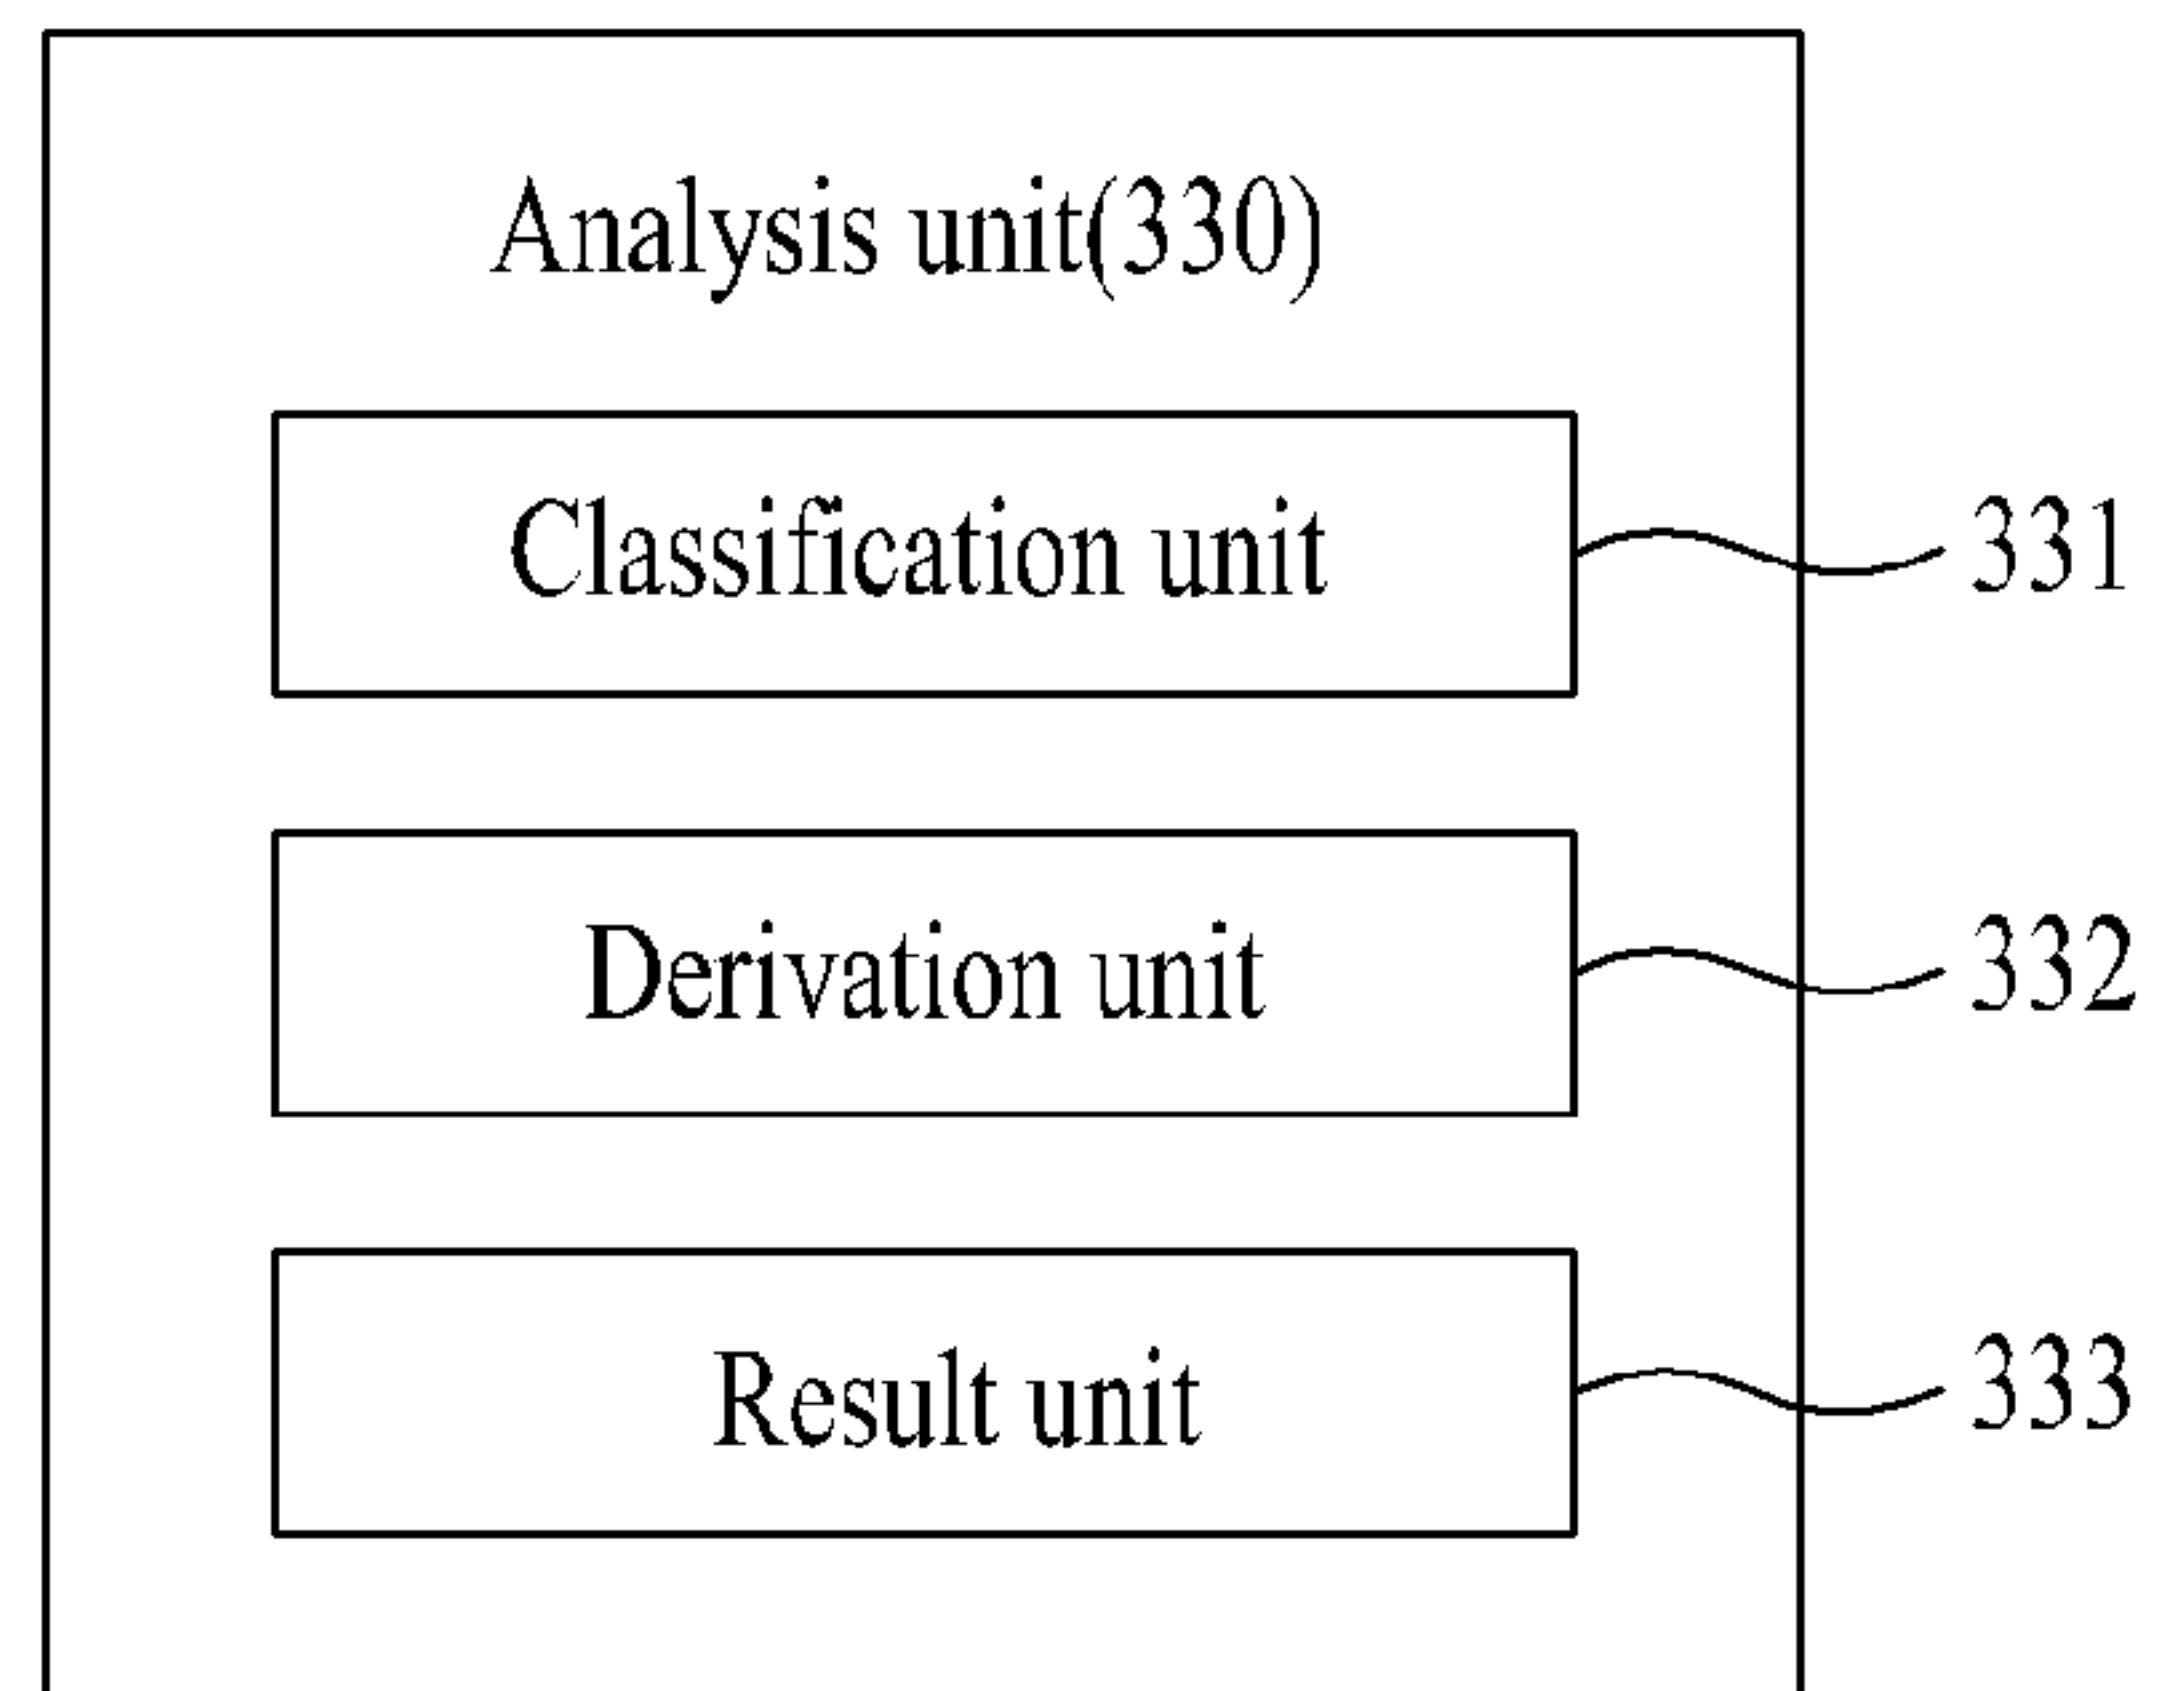 Analysis unit(330)
Classification unit
331
Derivation unit
332
Result unit
333